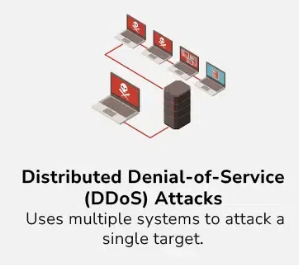 Distributed Denial-of-Service
(DDoS) Attacks
Uses multiple systems to attack a
single target.